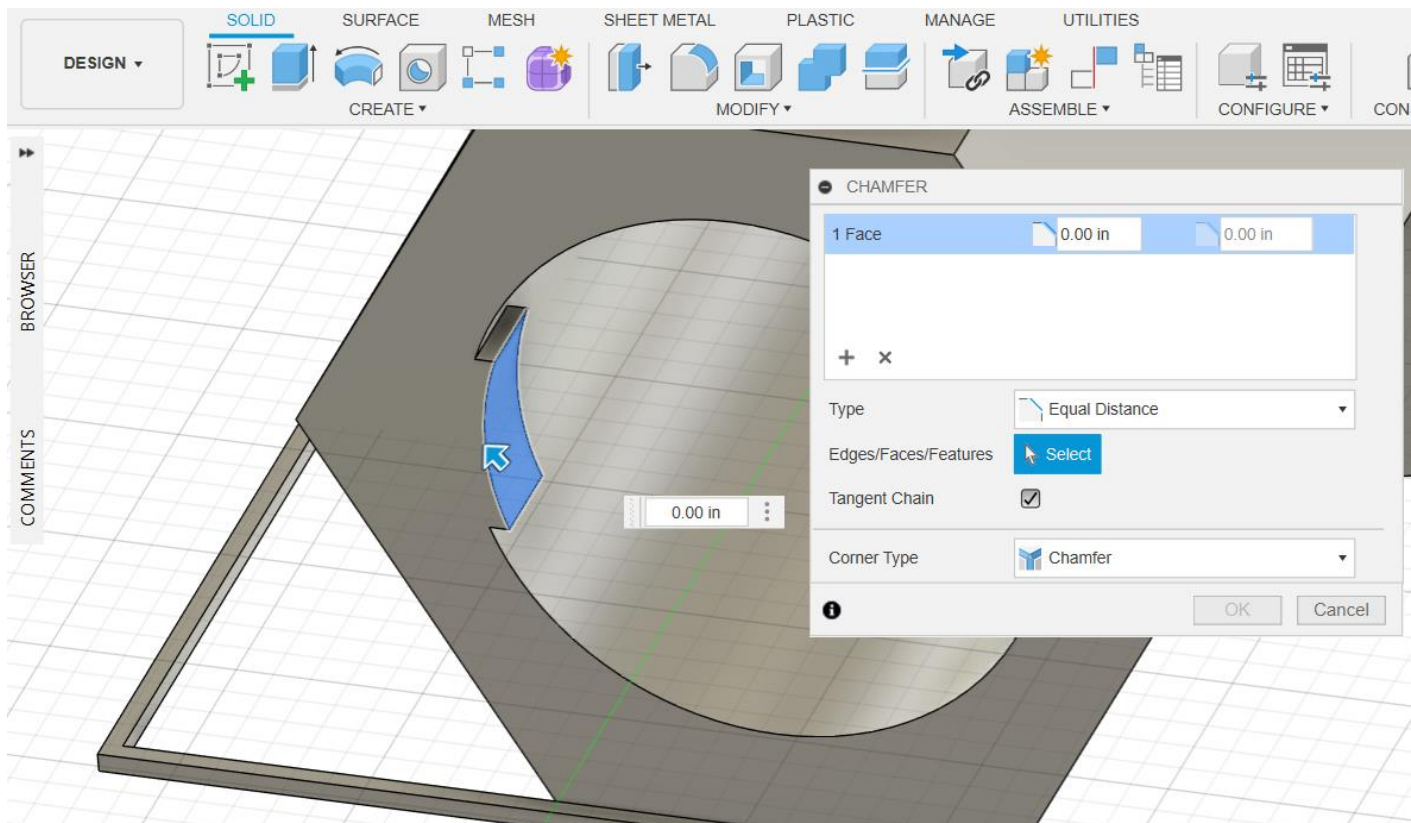 SOLID SURFACE MESH SHEET METAL PLASTIC MANAGE UTILITIES
DESIGN
CREATE MODIFY ASSEMBLE CONFIGURE CON
BROWSER
COMMENTS
CHAMFER
1 Face 0.00 in 0.00 in
Type Equal Distance
Edges/Faces/Features Select
Tangent Chain
0.00 in
Corner Type Chamfer
OK Cancel